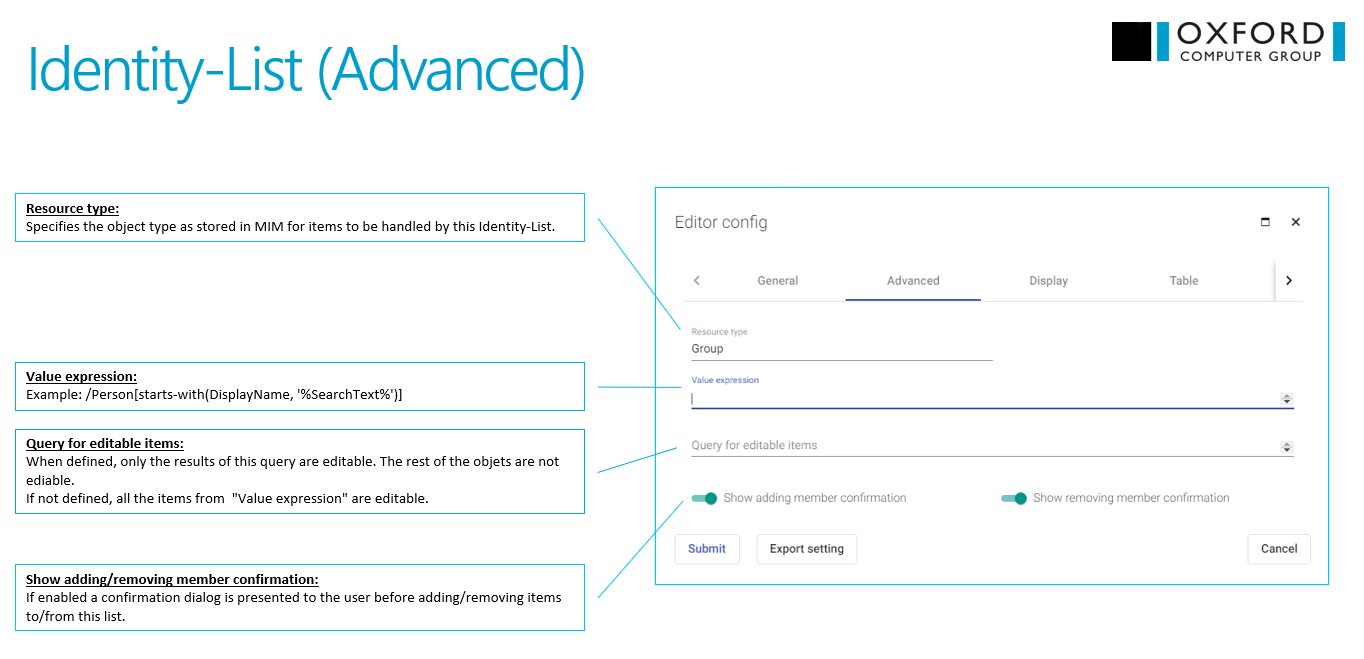 Identity-List (Advanced)
OXFORD
COMPUTER GROUP
Resource type:
Specifies the object type as stored in MIM for items to be handled by this Identity-List.
Value expression:
Example: /Person[starts-with(DisplayName, '%SearchText%')]
Query for editable items:
When defined, only the results of this query are editable. The rest of the objets are not
ediable.
If not defined, all the items from  "Value expression" are editable.
Show adding/removing member confirmation:
If enabled a confirmation dialog is presented to the user before adding/removing items
to/from this list.
Editor config
General Advanced Display Table
Resource type
Group
Value expression
Query for editable items
Show adding member confirmation Show removing member confirmation
Submit Export setting Cancel